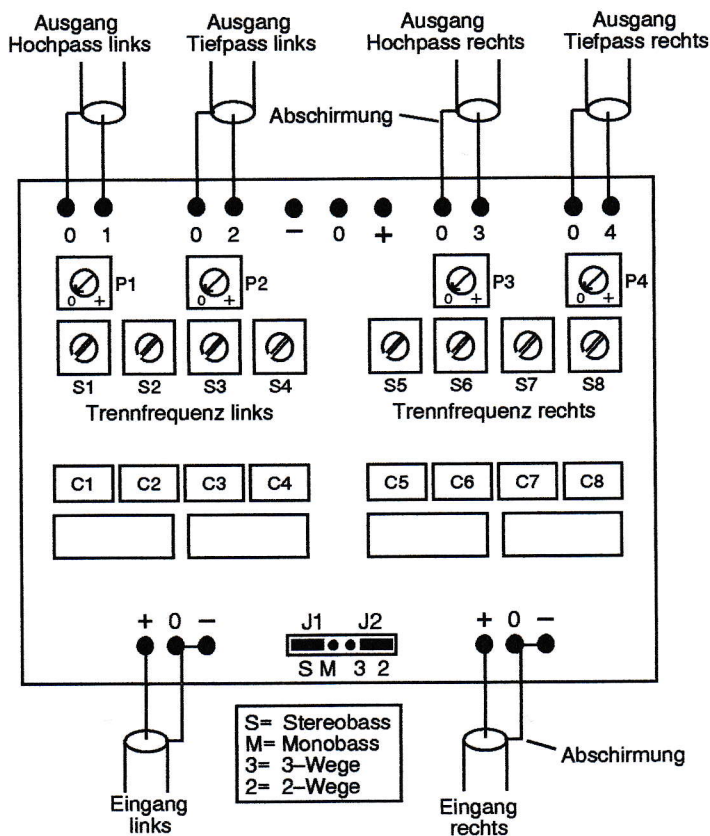 Ausgang Ausgang Ausgang Ausgang
Hochpass links Tiefpass links Hochpass rechts Tiefpass rechts
Abschirmung
0 1 0 2 − 0 + 0 3 0 4
P1 P2 P3 P4
0 + 0 + 0 + 0 +
S1 S2 S3 S4 S5 S6 S7 S8
Trennfrequenz links Trennfrequenz rechts
C1 C2 C3 C4 C5 C6 C7 C8
+ 0 − J1 J2 + 0 −
S M 3 2
S= Stereobass
M= Monobass
3= 3–Wege
2= 2–Wege
Abschirmung
Eingang Eingang
links rechts